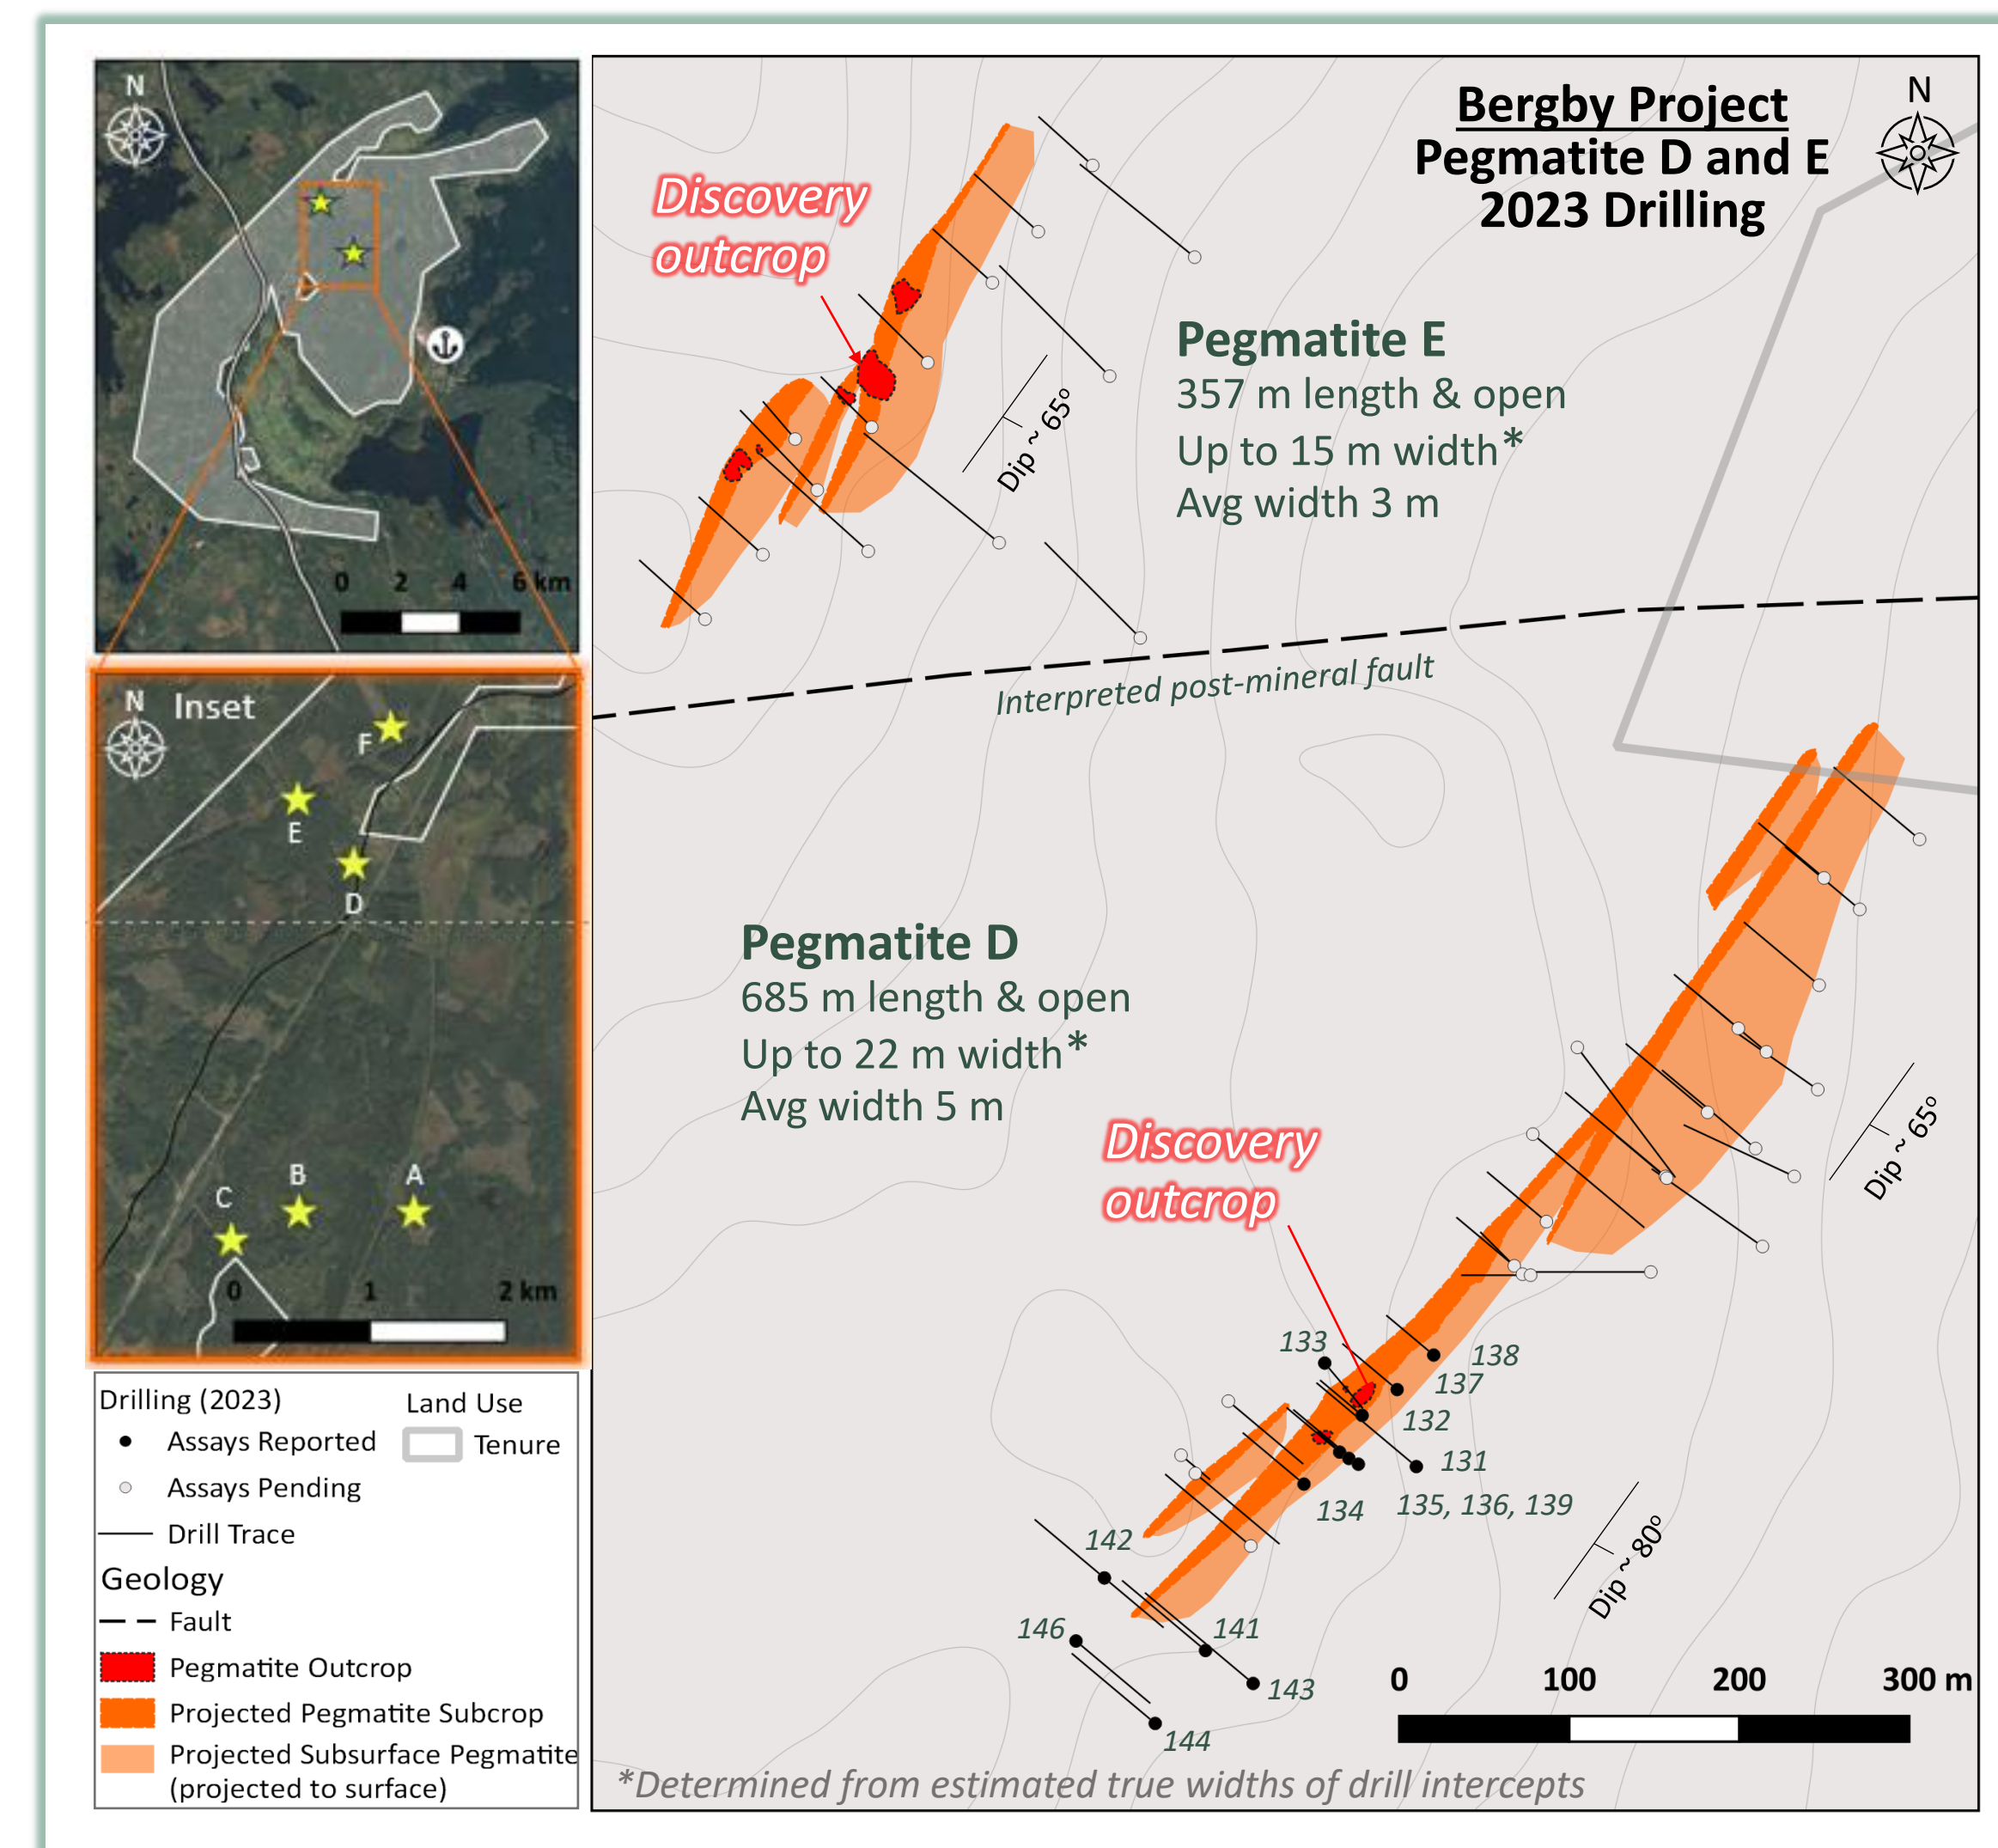 N
0 2 4 6 km
N
Inset
F
E
D
C
B
A
0 1 2 km
Drilling (2023)
Assays Reported
Assays Pending
Drill Trace
Land Use
Tenure
Geology
Fault
Pegmatite Outcrop
Projected Pegmatite Subcrop
Projected Subsurface Pegmatite
(projected to surface)
Bergby Project
Pegmatite D and E
2023 Drilling
N
Discovery
outcrop
Pegmatite E
357 m length & open
Up to 15 m width*
Avg width 3 m
Dip ~ 65º
Interpreted post-mineral fault
Pegmatite D
685 m length & open
Up to 22 m width*
Avg width 5 m
Discovery
outcrop
Dip ~ 65º
133
138
137
132
131
135, 136, 139
134
142
Dip ~ 80º
146
141
143
144
0 100 200 300 m
*Determined from estimated true widths of drill intercepts